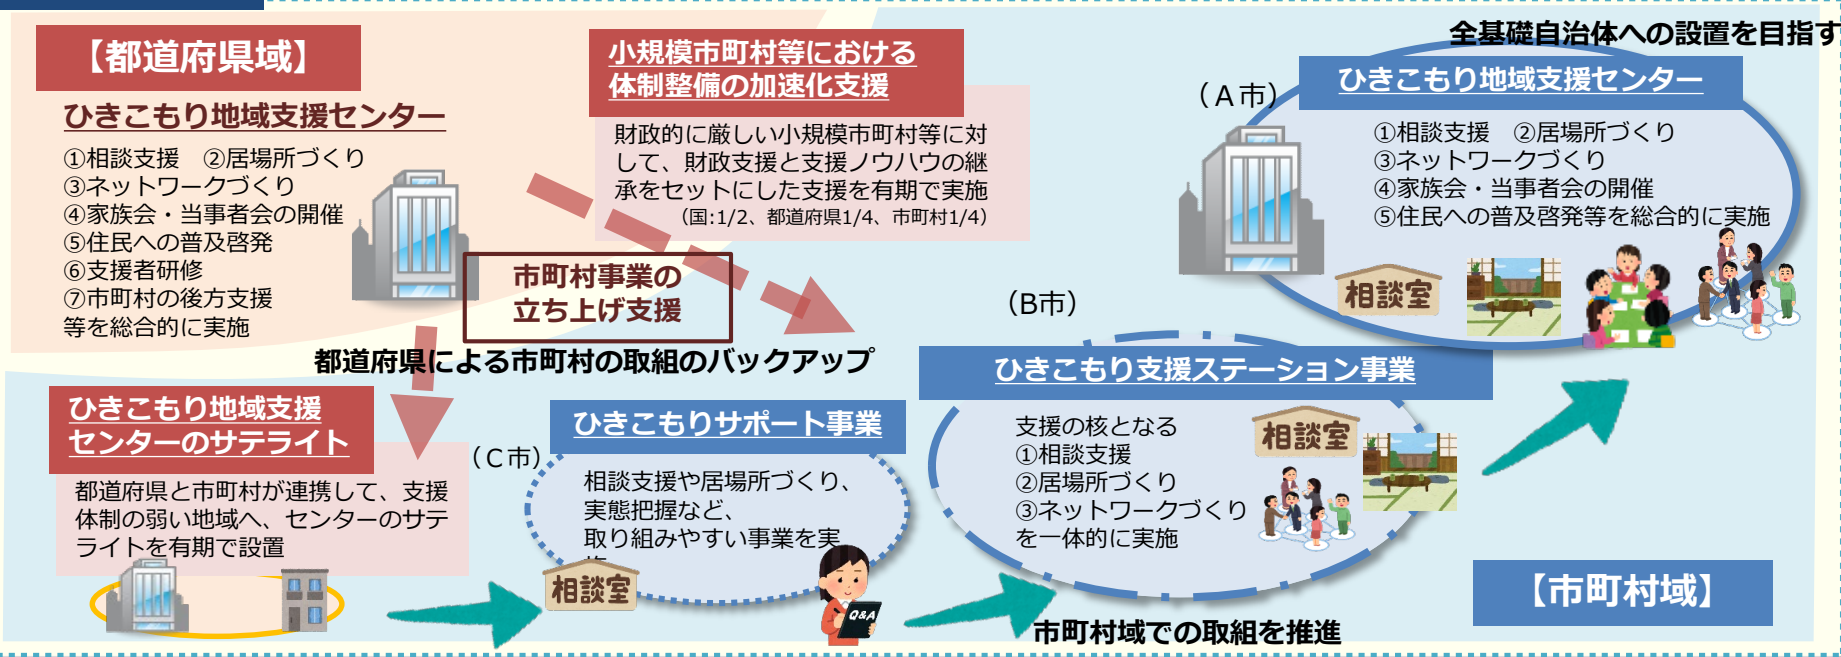 【都道府県域】
ひきこもり地域支援センター
①相談支援　②居場所づくり
③ネットワークづくり
④家族会・当事者会の開催
⑤住民への普及啓発
⑥支援者研修
⑦市町村の後方支援
等を総合的に実施
小規模市町村等における
体制整備の加速化支援
財政的に厳しい小規模市町村等に対
して、財政支援と支援ノウハウの継
承をセットにした支援を有期で実施
（国:1/2、都道府県1/4、市町村1/4）
市町村事業の
立ち上げ支援
都道府県による市町村の取組のバックアップ
ひきこもり地域支援
センターのサテライト
都道府県と市町村が連携して、支援
体制の弱い地域へ、センターのサテ
ライトを有期で設置
（C市）
ひきこもりサポート事業
相談支援や居場所づくり、
実態把握など、
取り組みやすい事業を実
相談室
Q&A
（B市）
ひきこもり支援ステーション事業
支援の核となる
①相談支援
②居場所づくり
③ネットワークづくり
を一体的に実施
相談室
市町村域での取組を推進
全基礎自治体への設置を目指す
（A市）
ひきこもり地域支援センター
①相談支援　②居場所づくり
③ネットワークづくり
④家族会・当事者会の開催
⑤住民への普及啓発等を総合的に実施
相談室
【市町村域】